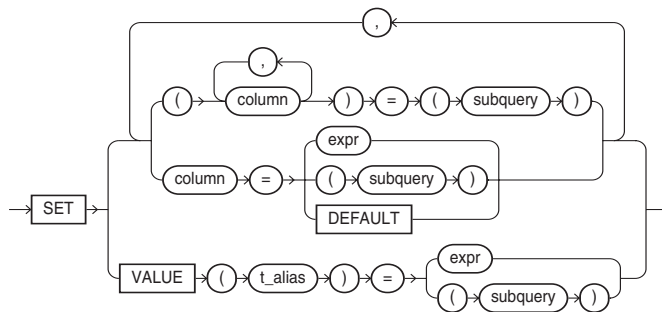 ,
,
( column ) = ( subquery )
expr
column = ( subquery )
DEFAULT
SET
expr
VALUE ( t_alias ) =
( subquery )